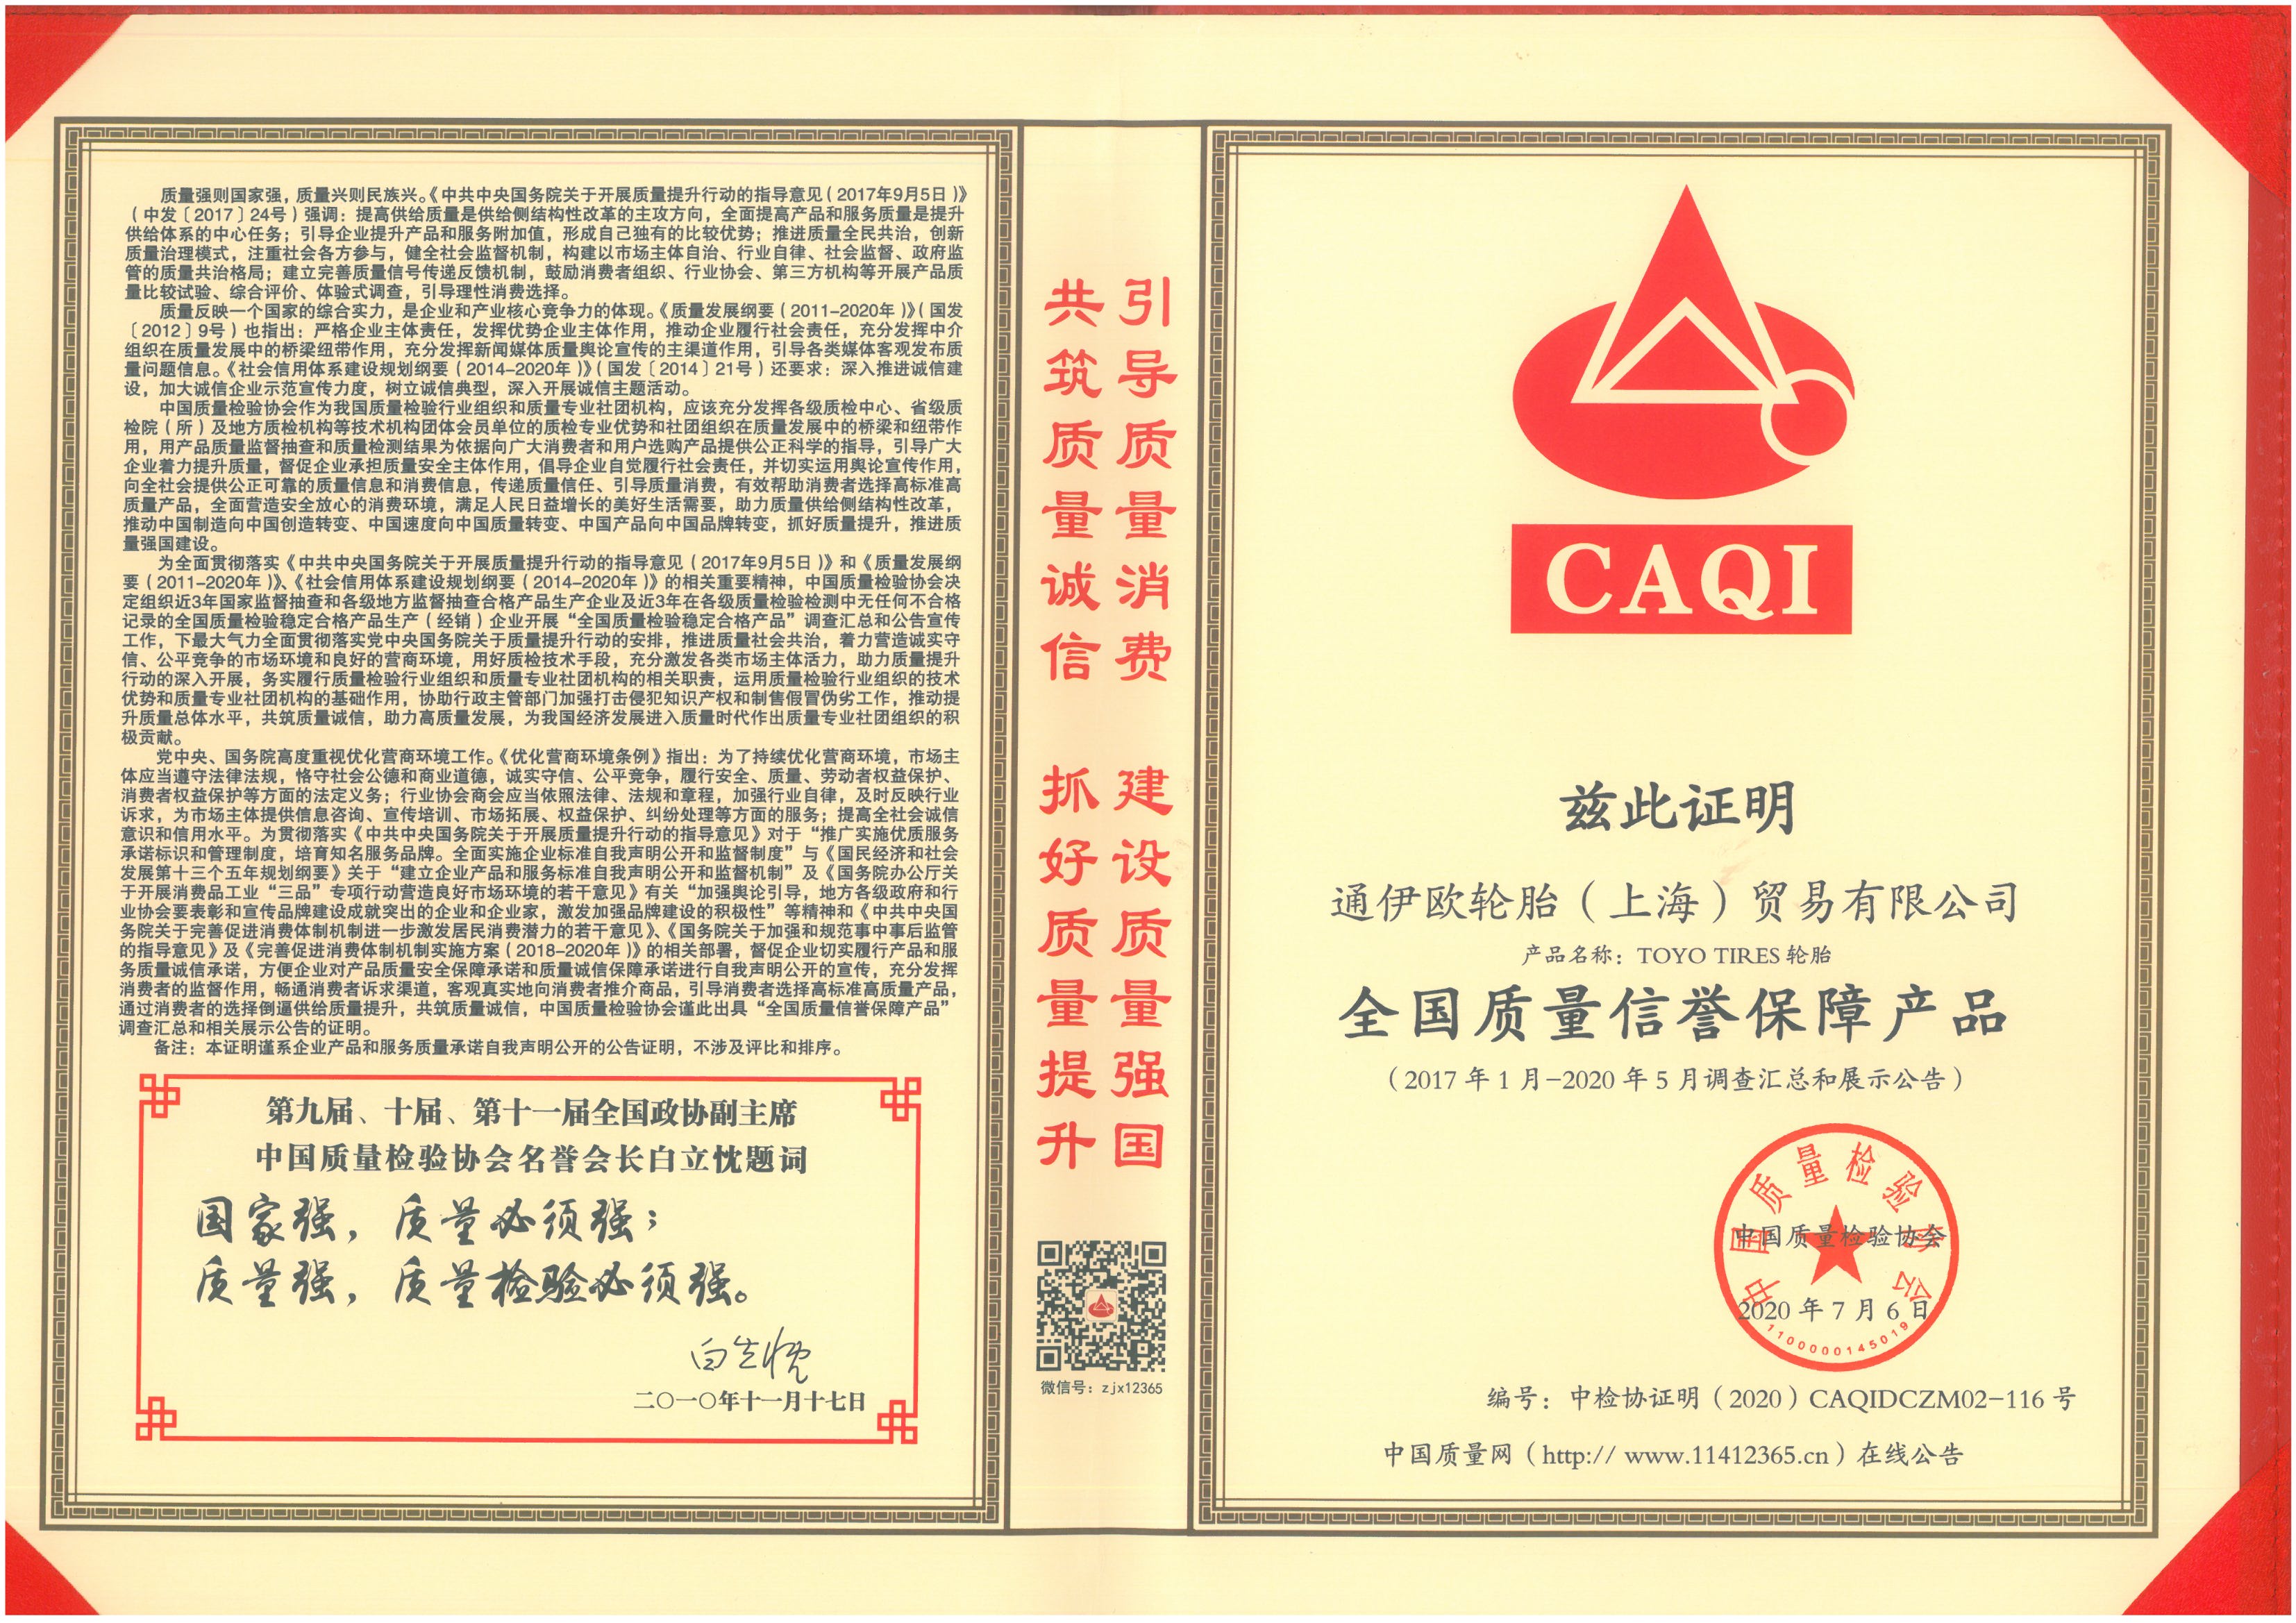 质量强则国家强，质量兴则民族兴。《中共中央国务院关于开展质量提升行动的指导意见（2017年9月5日）》
（中发〔2017〕24号）强调：提高供给质量是供给侧结构性改革的主攻方向，全面提高产品和服务质量是提升
供给体系的中心任务；引导企业提升产品和服务附加值，形成自己独有的比较优势；推进质量全民共治，创新
质量治理模式，注重社会各方参与，健全社会监督机制，构建以市场主体自治、行业自律、社会监督、政府监
管的质量共治格局；建立完善质量信号传递反馈机制，鼓励消费者组织、行业协会、第三方机构等开展产品质
量比较试验、综合评价、体验式调查，引导理性消费选择。
质量反映一个国家的综合实力，是企业和产业核心竞争力的体现。《质量发展纲要（2011-2020年）》（国发
〔2012〕9号）也指出：严格企业主体责任，发挥优势企业主体作用，推动企业履行社会责任，充分发挥中介
组织在质量发展中的桥梁纽带作用，充分发挥新闻媒体质量舆论宣传的主渠道作用，引导各类媒体客观发布质
量问题信息。《社会信用体系建设规划纲要（2014-2020年）》（国发〔2014〕21号）还要求：深入推进诚信建
设，加大诚信企业示范宣传力度，树立诚信典型，深入开展诚信主题活动。
中国质量检验协会作为我国质量检验行业组织和质量专业社团机构，应该充分发挥各级质检中心、省级质
检院（所）及地方质检机构等技术机构团体会员单位的质检专业优势和社团组织在质量发展中的桥梁和纽带作
用，用产品质量监督抽查和质量检测结果为依据向广大消费者和用户选购产品提供公正科学的指导，引导广大
企业着力提升质量，督促企业承担质量安全主体作用，倡导企业自觉履行社会责任，并切实运用舆论宣传作用，
向全社会提供公正可靠的质量信息和消费信息，传递质量信任、引导质量消费，有效帮助消费者选择高标准高
质量产品，全面营造安全放心的消费环境，满足人民日益增长的美好生活需要，助力质量供给侧结构性改革，
推动中国制造向中国创造转变、中国速度向中国质量转变、中国产品向中国品牌转变，抓好质量提升，推进质
量强国建设。
为全面贯彻落实《中共中央国务院关于开展质量提升行动的指导意见（2017年9月5日）》和《质量发展纲
要（2011-2020年）》、《社会信用体系建设规划纲要（2014-2020年）》的相关重要精神，中国质量检验协会决
定组织近3年国家监督抽查和各级地方监督抽查合格产品生产企业及近3年在各级质量检验检测中无任何不合格
记录的全国质量检验稳定合格产品生产（经销）企业开展“全国质量检验稳定合格产品”调查汇总和公告宣传
工作，下最大气力全面贯彻落实党中央国务院关于质量提升行动的安排，推进质量社会共治，着力营造诚实守
信、公平竞争的市场环境和良好的营商环境，用好质检技术手段，充分激发各类市场主体活力，助力质量提升
行动的深入开展，务实履行质量检验行业组织和质量专业社团机构的相关职责，运用质量检验行业组织的技术
优势和质量专业社团机构的基础作用，协助行政主管部门加强打击侵犯知识产权和制售假冒伪劣工作，推动提
升质量总体水平，共筑质量诚信，助力高质量发展，为我国经济发展进入质量时代作出质量专业社团组织的积
极贡献。
党中央、国务院高度重视优化营商环境工作。《优化营商环境条例》指出：为了持续优化营商环境，市场主
体应当遵守法律法规，恪守社会公德和商业道德，诚实守信、公平竞争，履行安全、质量、劳动者权益保护、
消费者权益保护等方面的法定义务；行业协会商会应当依照法律、法规和章程，加强行业自律，及时反映行业
诉求，为市场主体提供信息咨询、宣传培训、市场拓展、权益保护、纠纷处理等方面的服务；提高全社会诚信
意识和信用水平。为贯彻落实《中共中央国务院关于开展质量提升行动的指导意见》对于“推广实施优质服务
承诺标识和管理制度，培育知名服务品牌。全面实施企业标准自我声明公开和监督制度”与《国民经济和社会
发展第十三个五年规划纲要》关于“建立企业产品和服务标准自我声明公开和监督机制”及《国务院办公厅关
于开展消费品工业“三品”专项行动营造良好市场环境的若干意见》有关“加强舆论引导，地方各级政府和行
业协会要表彰和宣传品牌建设成就突出的企业和企业家，激发加强品牌建设的积极性”等精神和《中共中央国
务院关于完善促进消费体制机制进一步激发居民消费潜力的若干意见》、《国务院关于加强和规范事中事后监管
的指导意见》及《完善促进消费体制机制实施方案（2018-2020年）》的相关部署，督促企业切实履行产品和服
务质量诚信承诺，方便企业对产品质量安全保障承诺和质量诚信保障承诺进行自我声明公开的宣传，充分发挥
消费者的监督作用，畅通消费者诉求渠道，客观真实地向消费者推介商品，引导消费者选择高标准高质量产品，
通过消费者的选择倒逼供给质量提升，共筑质量诚信，中国质量检验协会谨此出具“全国质量信誉保障产品”
调查汇总和相关展示公告的证明。
备注：本证明谨系企业产品和服务质量承诺自我声明公开的公告证明，不涉及评比和排序。
第九届、十届、第十一届全国政协副主席
中国质量检验协会名誉会长白立忱题词
国家强，质量必须强；
质量强，质量检验必须强。
白立忱
二〇一〇年十一月十七日
引导质量消费 建设质量强国
共筑质量诚信 抓好质量提升
微信号：zjx12365
CAQI
兹此证明
通伊欧轮胎（上海）贸易有限公司
产品名称：TOYO TIRES 轮胎
全国质量信誉保障产品
（2017 年 1 月-2020 年 5 月调查汇总和展示公告）
中国质量检验协会
中国质量检验协会
2020 年 7 月 6 日
1100000145019
编号：中检协证明（2020）CAQIDCZM02-116 号
中国质量网（http:// www.11412365.cn）在线公告